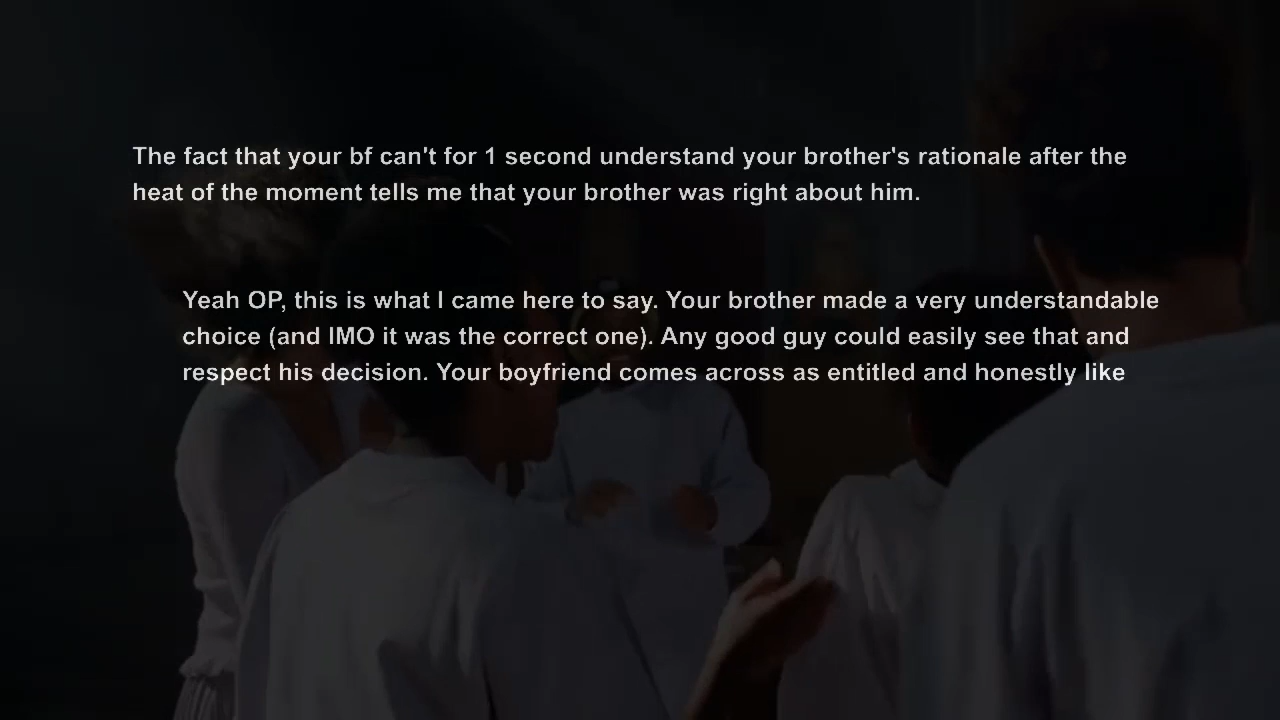 The fact that your bf can't for 1 second understand your brother's rationale after the
heat of the moment tells me that your brother was right about him.
Yeah OP, this is what I came here to say. Your brother made a very understandable
choice (and IMO it was the correct one). Any good guy could easily see that and
respect his decision. Your boyfriend comes across as entitled and honestly like